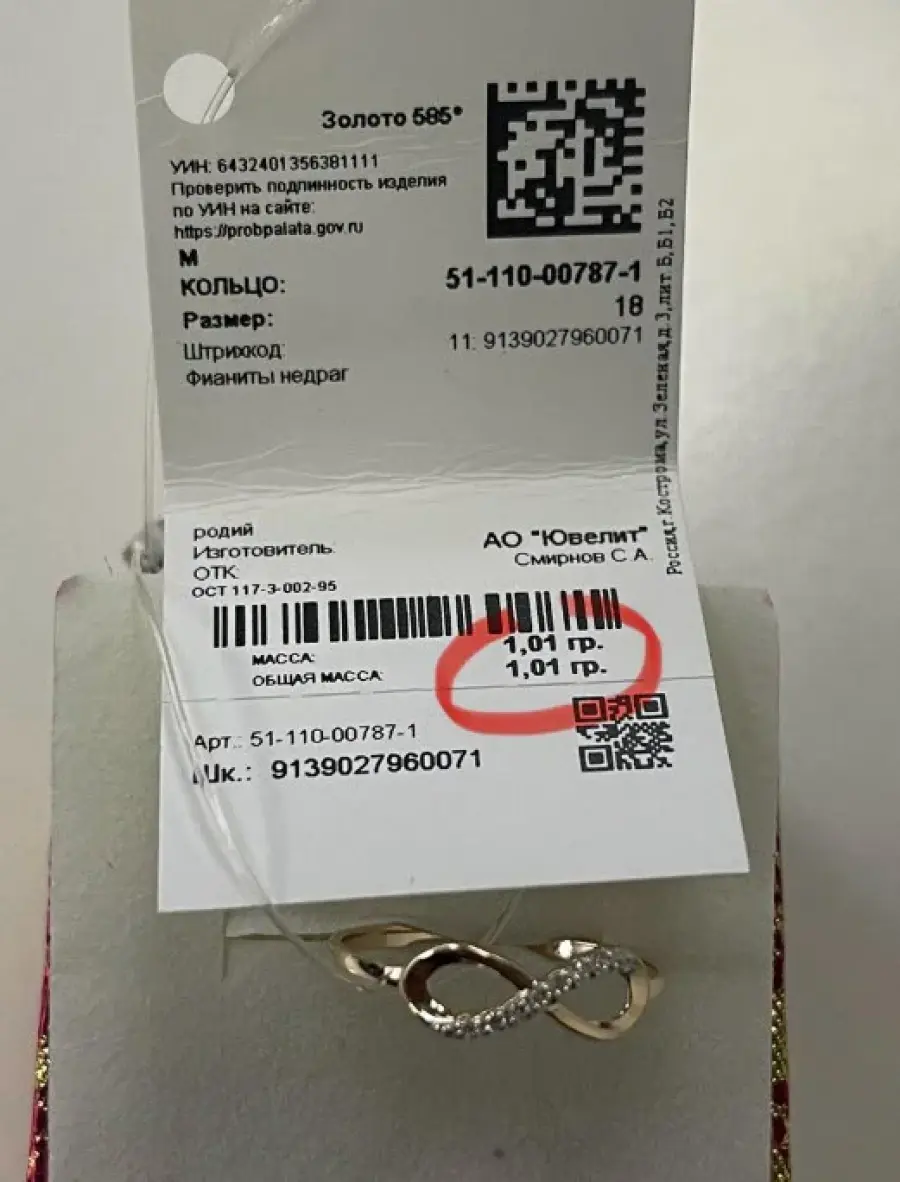 Золото 585°
УИН: 6432401356381111
Проверить подлинность изделия
по УИН на сайте:
https://probpalata.gov.ru
М
КОЛЬЦО: 51-110-00787-1
Размер: 18
Штрихкод: 11: 9139027960071
Фианиты недраг
Россия,г.Кострома,ул.Зеленая,д.3,лит Б,Б1,Б2
родий
Изготовитель: АО "Ювелит"
ОТК: Смирнов С.А.
ОСТ 117-3-002-95
МАССА: 1,01 гр.
ОБЩАЯ МАССА: 1,01 гр.
Арт.: 51-110-00787-1
Шк.: 9139027960071